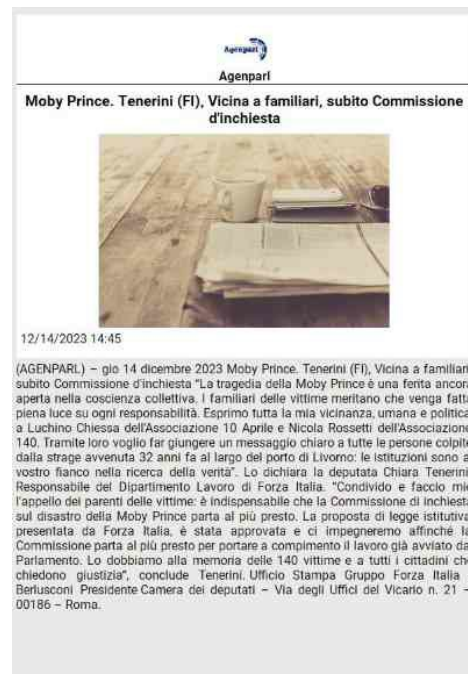 Agenparl
Agenparl
Moby Prince. Tenerini (FI), Vicina a familiari, subito Commissione
d'inchiesta
12/14/2023 14:45
(AGENPARL) – gio 14 dicembre 2023 Moby Prince. Tenerini (FI), Vicina a familiari
subito Commissione d'inchiesta "La tragedia della Moby Prince è una ferita ancora
aperta nella coscienza collettiva. I familiari delle vittime meritano che venga fatta
piena luce su ogni responsabilità. Esprimo tutta la mia vicinanza, umana e politica
a Luchino Chiessa dell'Associazione 10 Aprile e Nicola Rossetti dell'Associazione
140. Tramite loro voglio far giungere un messaggio chiaro a tutte le persone colpite
dalla strage avvenuta 32 anni fa al largo del porto di Livorno: le istituzioni sono a
vostro fianco nella ricerca della verità". Lo dichiara la deputata Chiara Tenerini
Responsabile del Dipartimento Lavoro di Forza Italia. "Condivido e faccio mi
l'appello dei parenti delle vittime: è indispensabile che la Commissione di inchiesta
sul disastro della Moby Prince parta al più presto. La proposta di legge istitutiva
presentata da Forza Italia, è stata approvata e ci impegneremo affinché la
Commissione parta al più presto per portare a compimento il lavoro già avviato da
Parlamento. Lo dobbiamo alla memoria delle 140 vittime e a tutti i cittadini che
chiedono giustizia", conclude Tenerini. Ufficio Stampa Gruppo Forza Italia
Berlusconi Presidente Camera dei deputati – Via degli Uffici del Vicario n. 21 –
00186 – Roma.